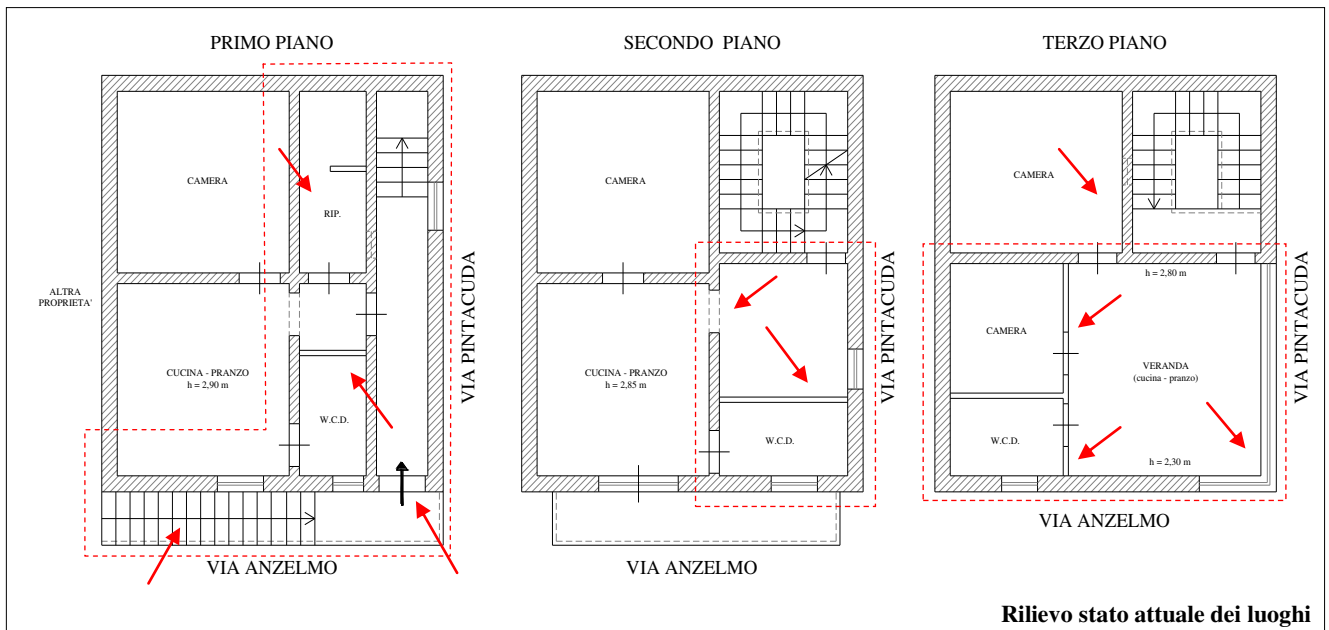 PRIMO PIANO
CAMERA
RIP.
ALTRA
PROPRIETA'
CUCINA - PRANZO
h = 2,90 m
W.C.D.
VIA PINTACUDA
VIA ANZELMO
SECONDO PIANO
CAMERA
CUCINA - PRANZO
h = 2,85 m
W.C.D.
VIA PINTACUDA
VIA ANZELMO
TERZO PIANO
CAMERA
h = 2,80 m
CAMERA
VERANDA
(cucina - pranzo)
W.C.D.
h = 2,30 m
VIA PINTACUDA
VIA ANZELMO
Rilievo stato attuale dei luoghi